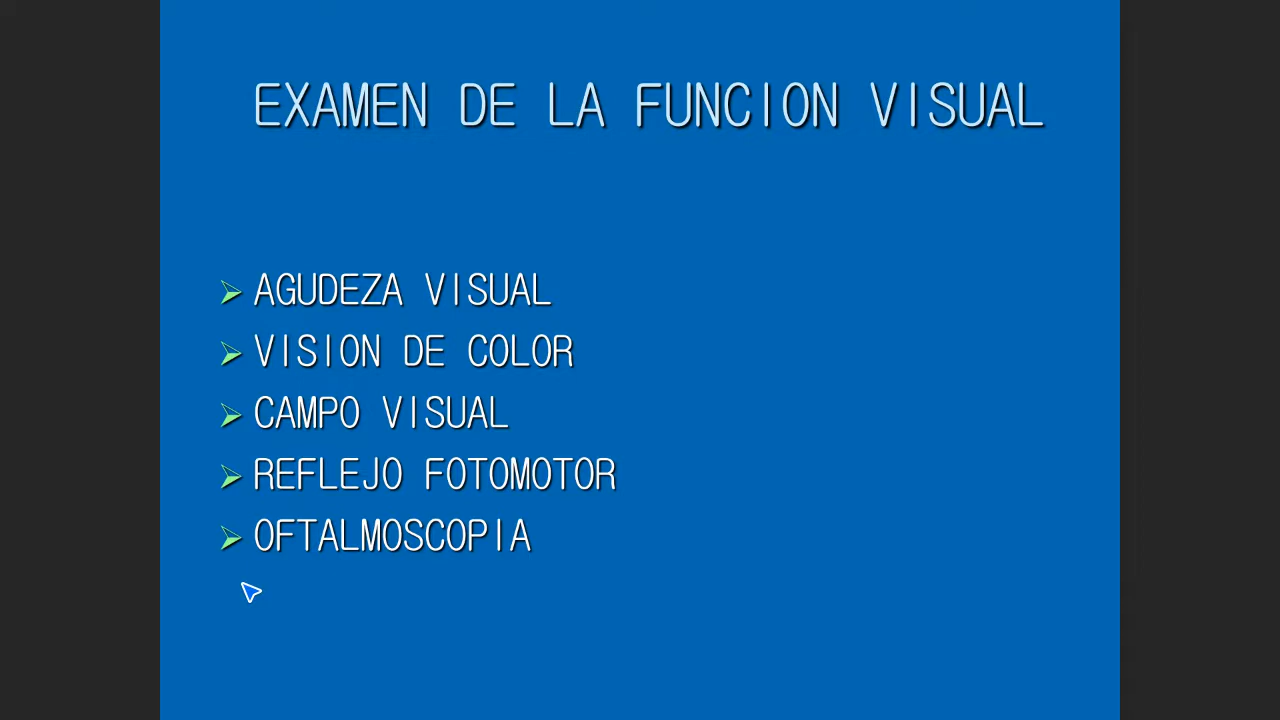 EXAMEN DE LA FUNCION VISUAL
AGUDEZA VISUAL
VISION DE COLOR
CAMPO VISUAL
REFLEJO FOTOMOTOR
OFTALMOSCOPIA